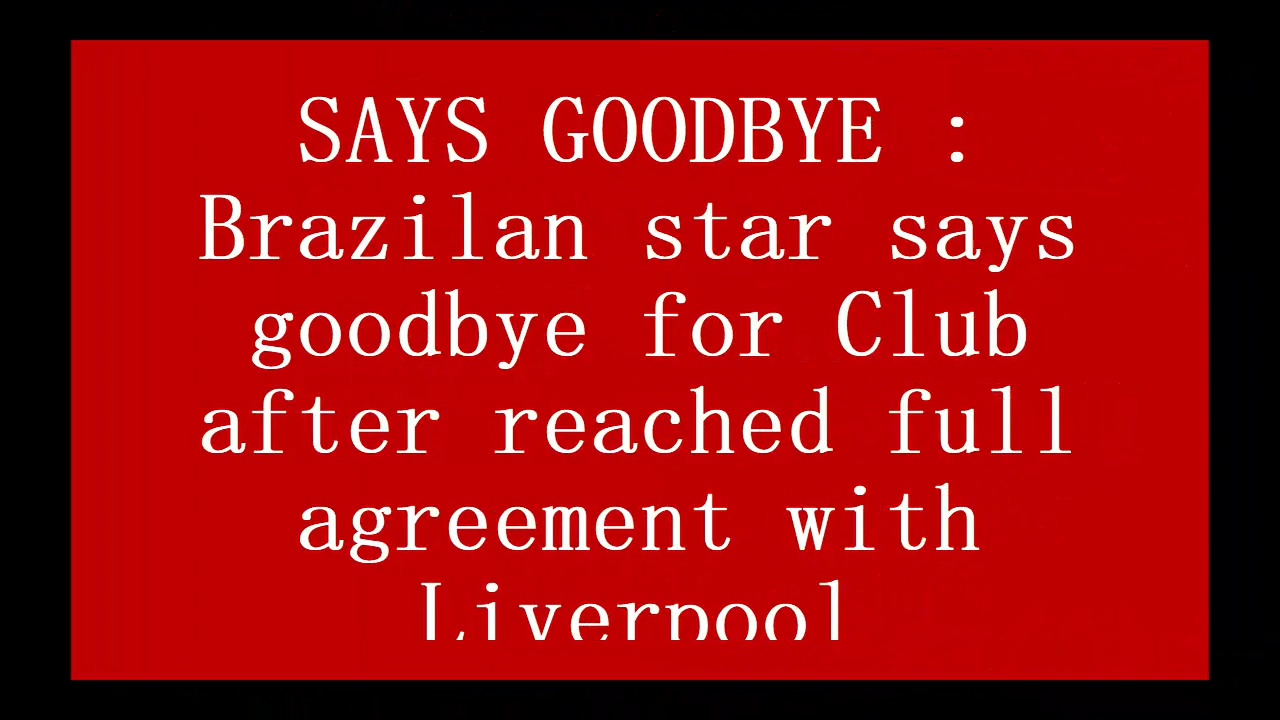 SAYS GOODBYE :
Brazilan star says
goodbye for Club
after reached full
agreement with
Liverpool